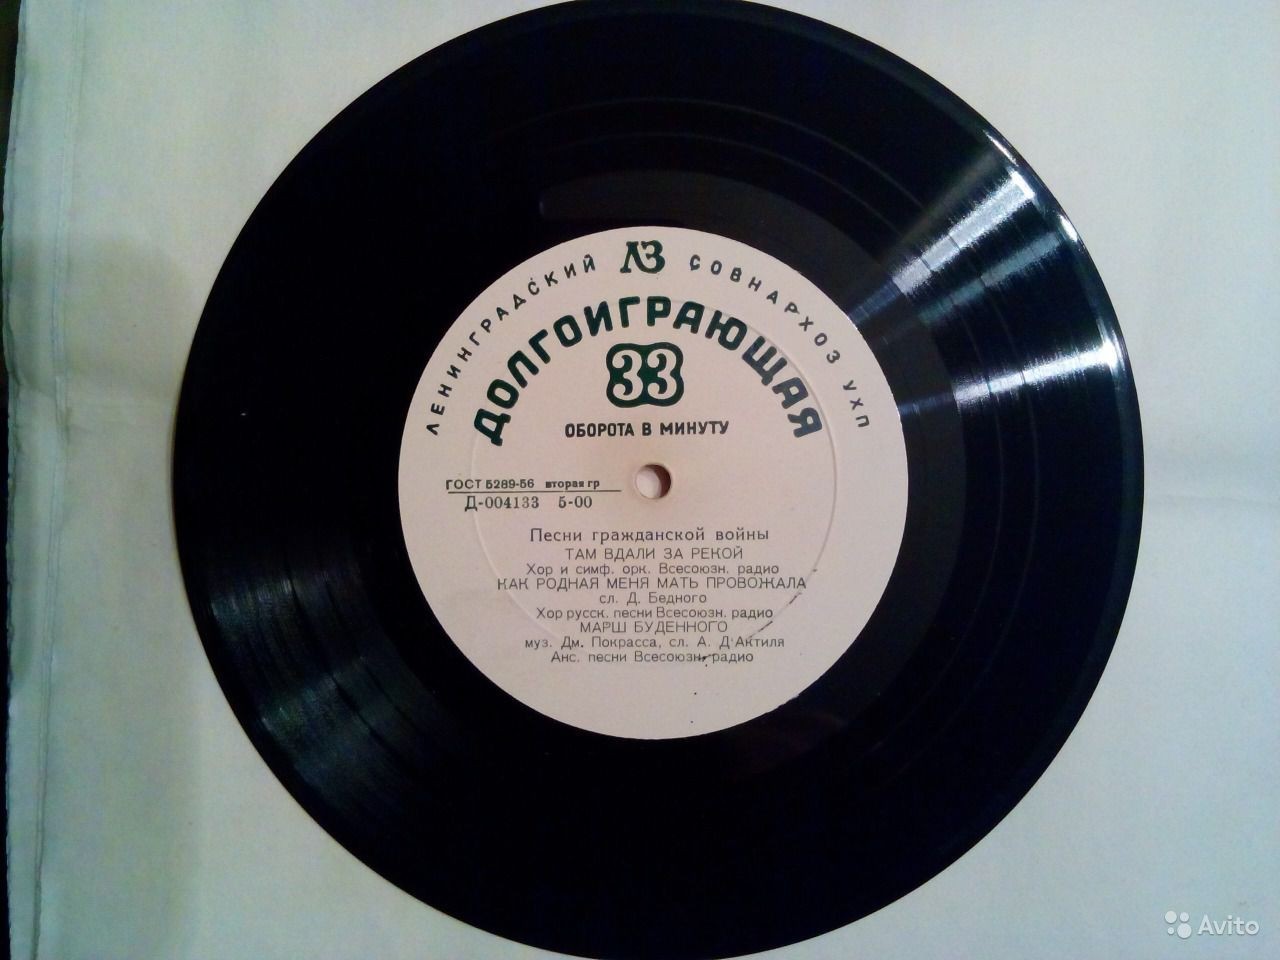 ЛЕНИНГРАДСКИЙ ЛЗ СОВНАРХОЗ УХП
ДОЛГОИГРАЮЩАЯ
33
ОБОРОТА В МИНУТУ
ГОСТ 5289-56 вторая гр
Д-004133 5-00
Песни гражданской войны
ТАМ ВДАЛИ ЗА РЕКОЙ
Хор и симф. орк. Всесоюзн. радио
КАК РОДНАЯ МЕНЯ МАТЬ ПРОВОЖАЛА
сл. Д. Бедного
Хор русск. песни Всесоюзн. радио
МАРШ БУДЕННОГО
муз. Дм. Покрасса, сл. А. Д'Актиля
Анс. песни Всесоюзн. радио
Avito